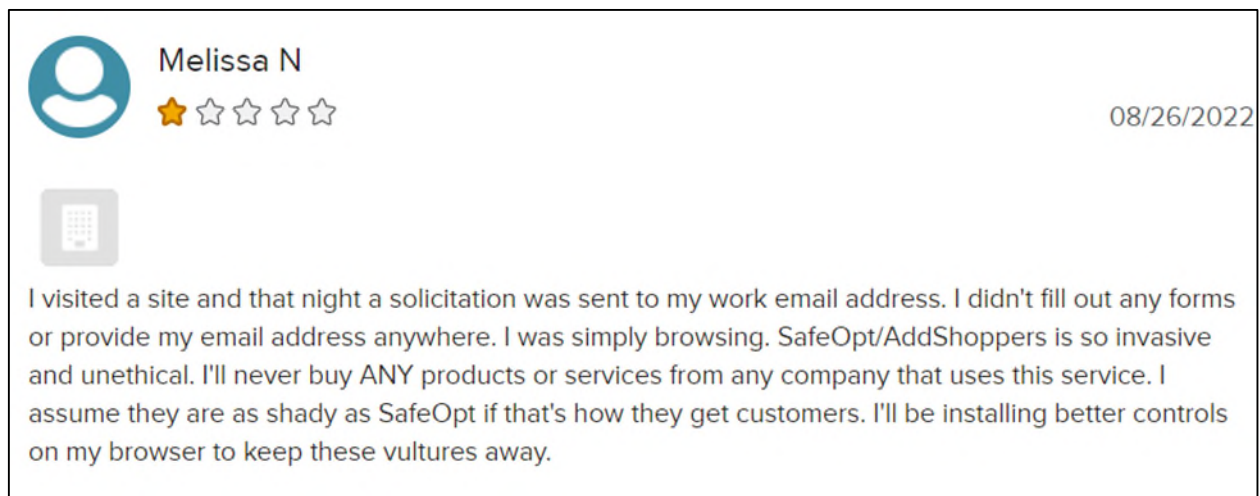 Melissa N
08/26/2022
I visited a site and that night a solicitation was sent to my work email address. I didn't fill out any forms
or provide my email address anywhere. I was simply browsing. SafeOpt/AddShoppers is so invasive
and unethical. I'll never buy ANY products or services from any company that uses this service. I
assume they are as shady as SafeOpt if that's how they get customers. I'll be installing better controls
on my browser to keep these vultures away.